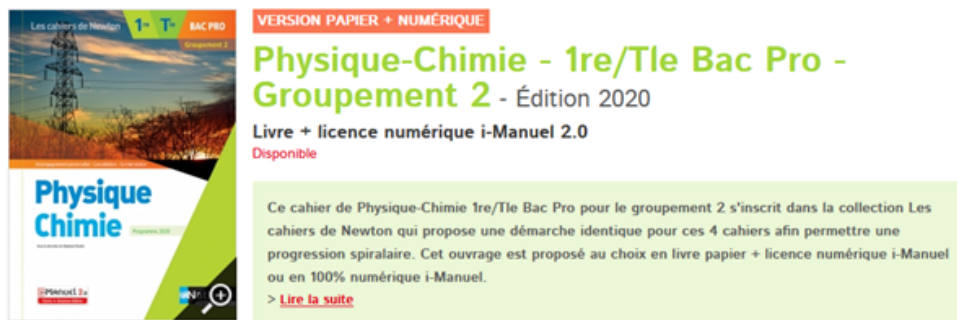 Les cahiers de Newton
1re Tle BAC PRO
Groupement 2
Physique
Chimie
Programme 2020
MANUEL 2.0
VERSION PAPIER + NUMÉRIQUE
Physique-Chimie - 1re/Tle Bac Pro -
Groupement 2 - Édition 2020
Livre + licence numérique i-Manuel 2.0
Disponible
Ce cahier de Physique-Chimie 1re/Tle Bac Pro pour le groupement 2 s'inscrit dans la collection Les
cahiers de Newton qui propose une démarche identique pour ces 4 cahiers afin permettre une
progression spiralaire. Cet ouvrage est proposé au choix en livre papier + licence numérique i-Manuel
ou en 100% numérique i-Manuel.
> Lire la suite